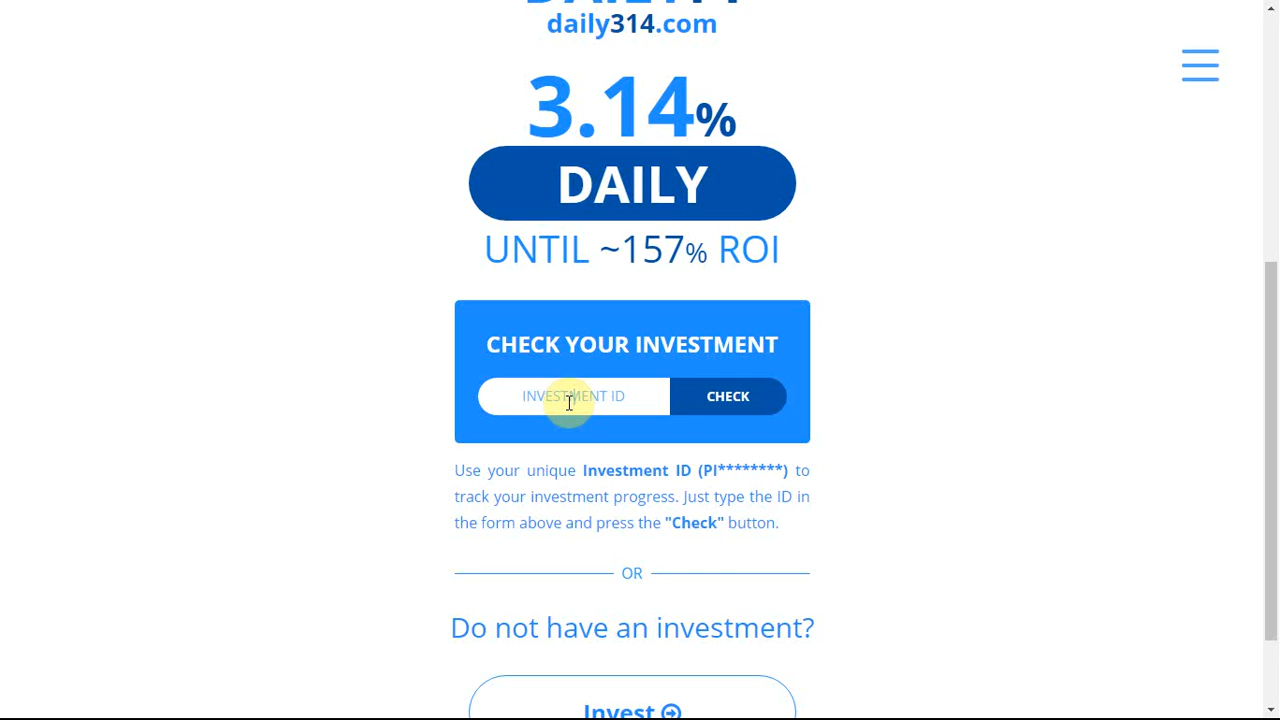 daily314.com
3.14%
DAILY
UNTIL ~157% ROI
CHECK YOUR INVESTMENT
INVESTMENT ID
CHECK
Use your unique Investment ID (PI********) to
track your investment progress. Just type the ID in
the form above and press the "Check" button.
OR
Do not have an investment?
Invest